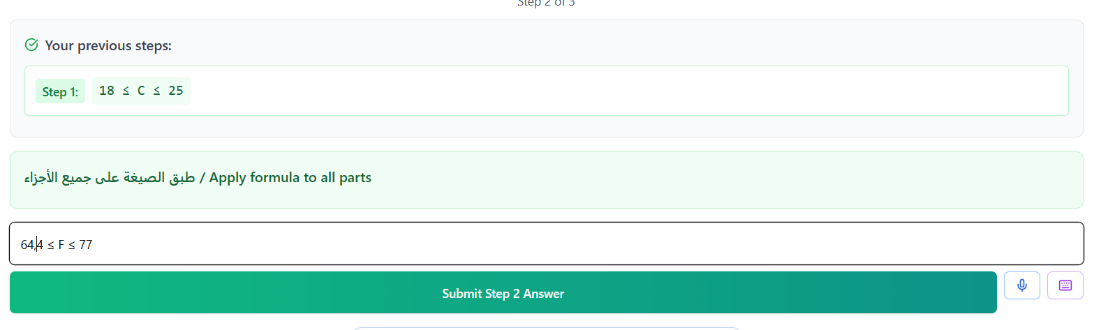 Step 2 of 3
Your previous steps:
Step 1: 18 ≤ C ≤ 25
طبق الصيغة على جميع الأجزاء / Apply formula to all parts
64,4 ≤ F ≤ 77
Submit Step 2 Answer